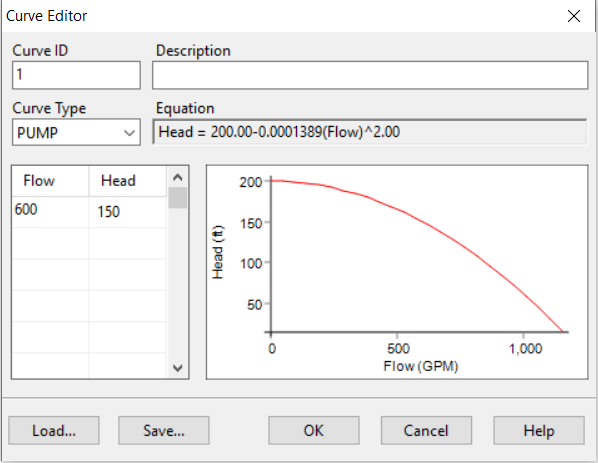 Curve Editor
Curve ID Description
1
Curve Type Equation
PUMP Head = 200.00-0.0001389(Flow)^2.00
Flow Head
600 150
200
150
100
50
Head (ft)
0 500 1,000
Flow (GPM)
Load... Save... OK Cancel Help